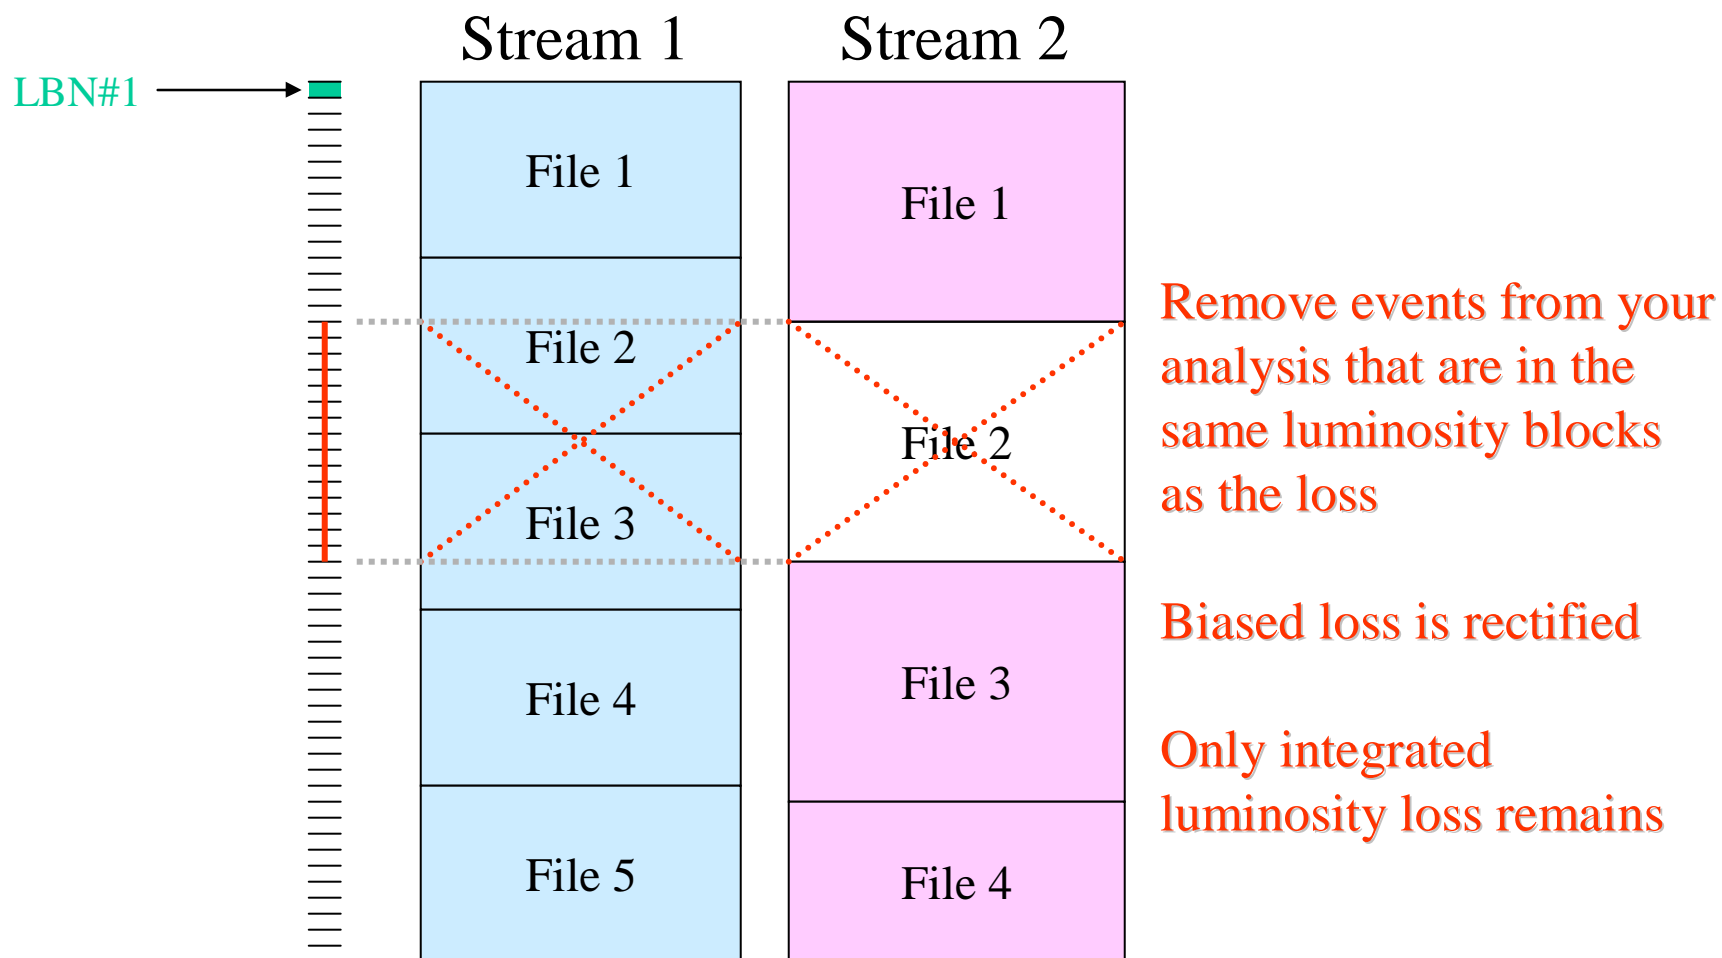 Stream 1
Stream 2
LBN#1
File 1
File 2
File 3
File 4
File 5
File 1
File 2
File 3
File 4
Remove events from your
analysis that are in the
same luminosity blocks
as the loss
Biased loss is rectified
Only integrated
luminosity loss remains